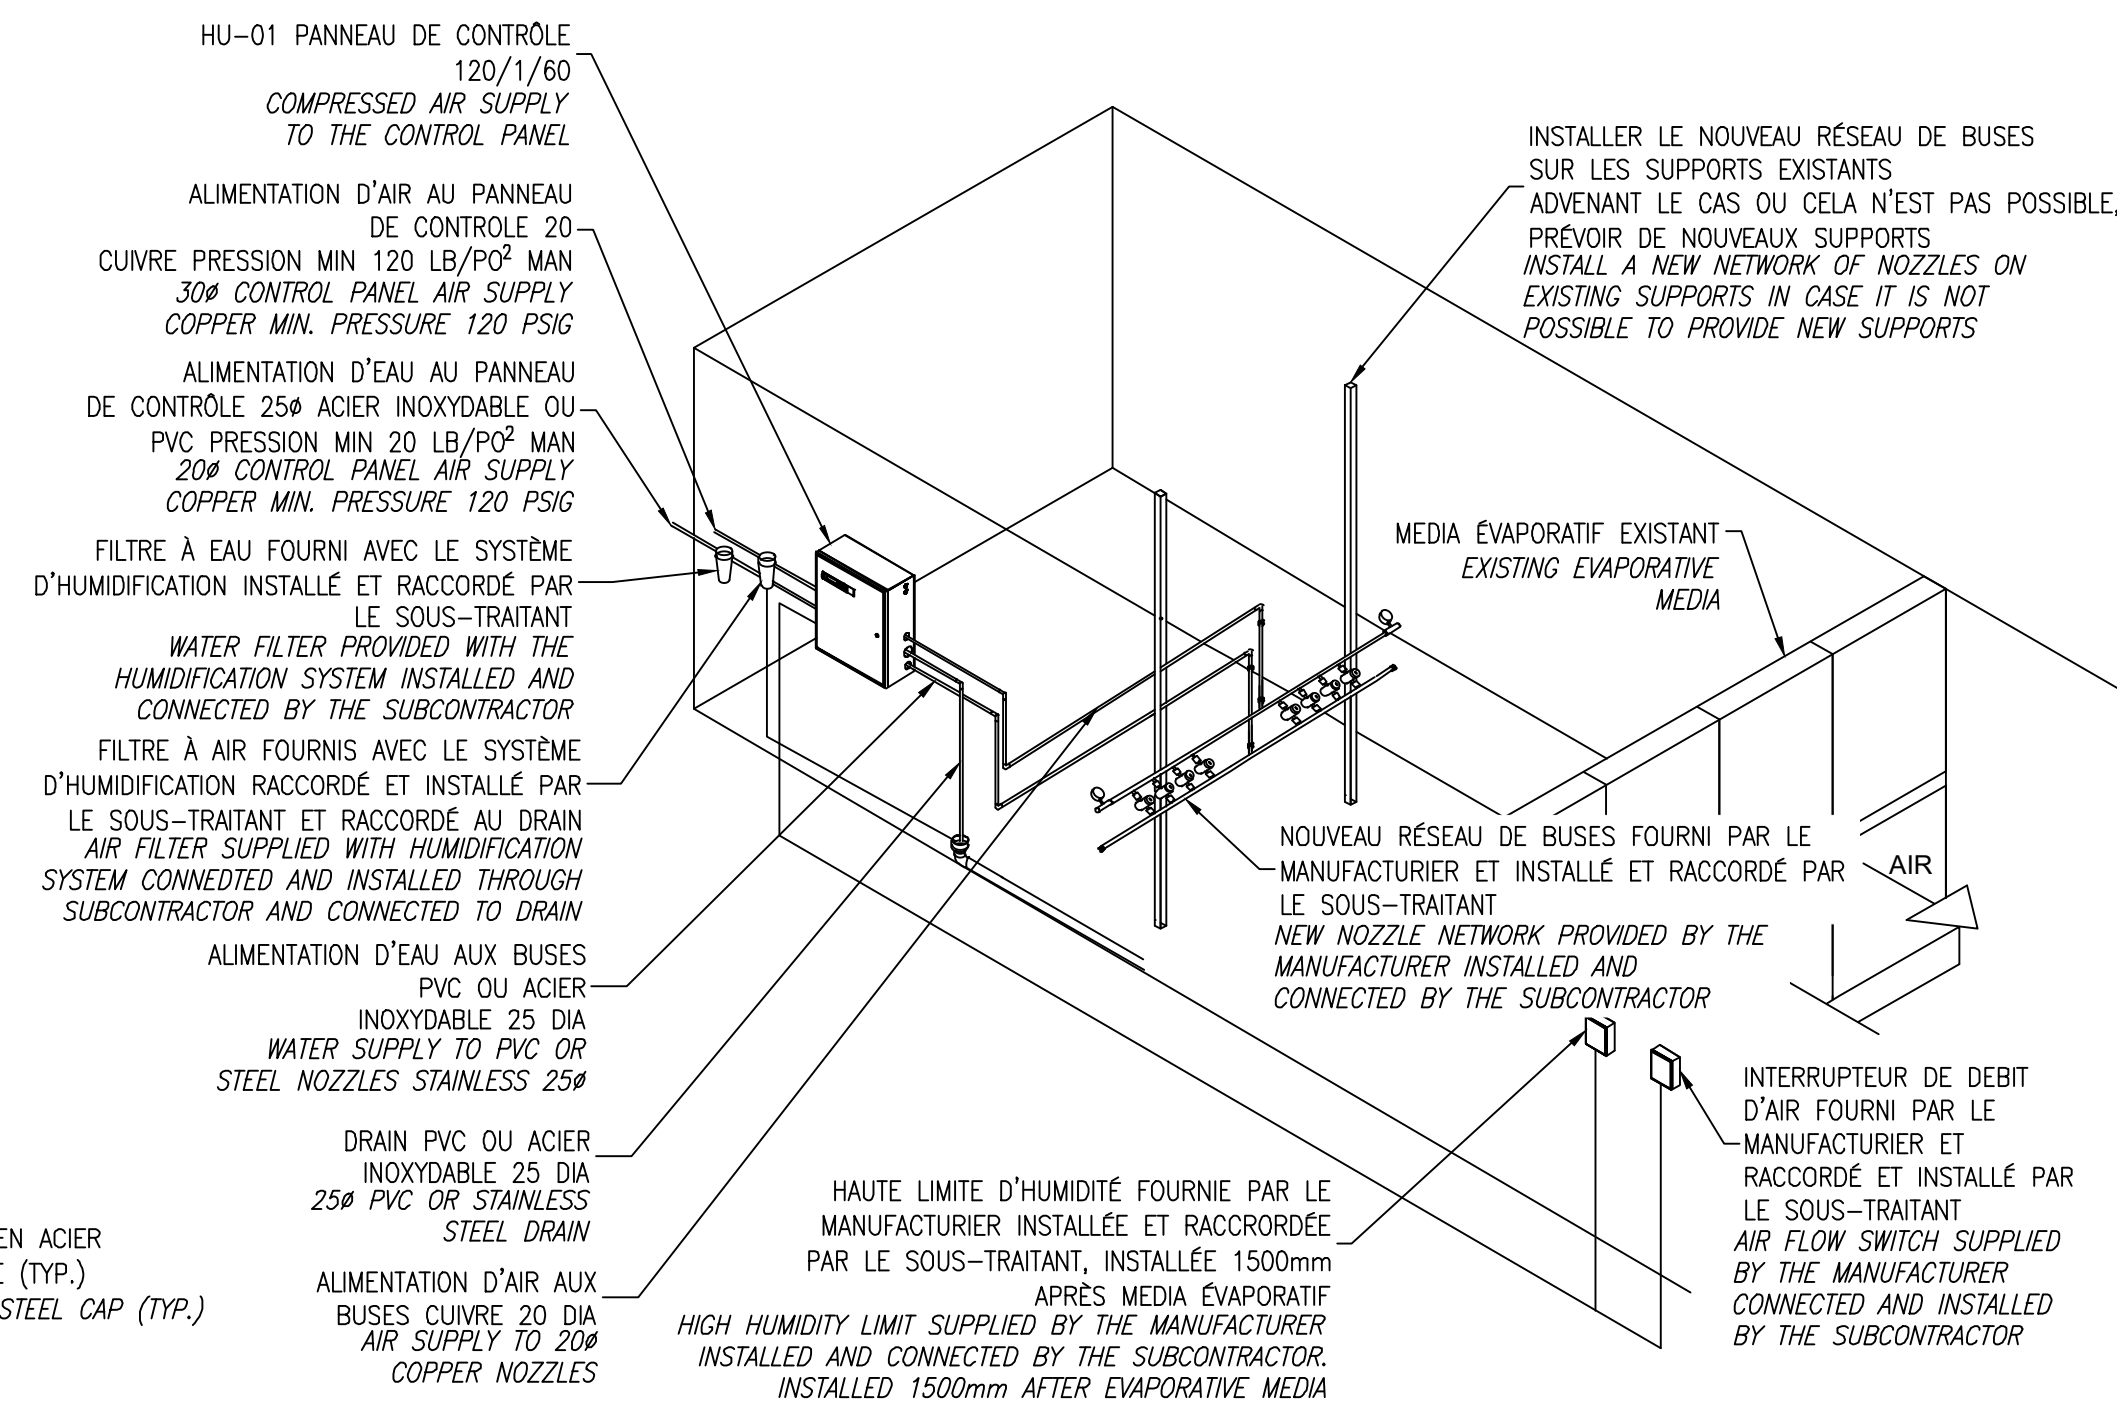 HU-01 PANNEAU DE CONTRÔLE
120/1/60
COMPRESSED AIR SUPPLY
TO THE CONTROL PANEL
ALIMENTATION D'AIR AU PANNEAU
DE CONTROLE 20
CUIVRE PRESSION MIN 120 LB/PO² MAN
30ø CONTROL PANEL AIR SUPPLY
COPPER MIN. PRESSURE 120 PSIG
ALIMENTATION D'EAU AU PANNEAU
DE CONTRÔLE 25ø ACIER INOXYDABLE OU
PVC PRESSION MIN 20 LB/PO² MAN
20ø CONTROL PANEL AIR SUPPLY
COPPER MIN. PRESSURE 120 PSIG
FILTRE À EAU FOURNI AVEC LE SYSTÈME
D'HUMIDIFICATION INSTALLÉ ET RACCORDÉ PAR
LE SOUS-TRAITANT
WATER FILTER PROVIDED WITH THE
HUMIDIFICATION SYSTEM INSTALLED AND
CONNECTED BY THE SUBCONTRACTOR
FILTRE À AIR FOURNIS AVEC LE SYSTÈME
D'HUMIDIFICATION RACCORDÉ ET INSTALLÉ PAR
LE SOUS-TRAITANT ET RACCORDÉ AU DRAIN
AIR FILTER SUPPLIED WITH HUMIDIFICATION
SYSTEM CONNEDTED AND INSTALLED THROUGH
SUBCONTRACTOR AND CONNECTED TO DRAIN
ALIMENTATION D'EAU AUX BUSES
PVC OU ACIER
INOXYDABLE 25 DIA
WATER SUPPLY TO PVC OR
STEEL NOZZLES STAINLESS 25ø
DRAIN PVC OU ACIER
INOXYDABLE 25 DIA
25ø PVC OR STAINLESS
STEEL DRAIN
EN ACIER
E (TYP.)
STEEL CAP (TYP.)
ALIMENTATION D'AIR AUX
BUSES CUIVRE 20 DIA
AIR SUPPLY TO 20ø
COPPER NOZZLES
INSTALLER LE NOUVEAU RÉSEAU DE BUSES
SUR LES SUPPORTS EXISTANTS
ADVENANT LE CAS OU CELA N'EST PAS POSSIBLE,
PRÉVOIR DE NOUVEAUX SUPPORTS
INSTALL A NEW NETWORK OF NOZZLES ON
EXISTING SUPPORTS IN CASE IT IS NOT
POSSIBLE TO PROVIDE NEW SUPPORTS
MEDIA ÉVAPORATIF EXISTANT
EXISTING EVAPORATIVE
MEDIA
NOUVEAU RÉSEAU DE BUSES FOURNI PAR LE
MANUFACTURIER ET INSTALLÉ ET RACCORDÉ PAR
LE SOUS-TRAITANT
NEW NOZZLE NETWORK PROVIDED BY THE
MANUFACTURER INSTALLED AND
CONNECTED BY THE SUBCONTRACTOR
AIR
HAUTE LIMITE D'HUMIDITÉ FOURNIE PAR LE
MANUFACTURIER INSTALLÉE ET RACCRORDÉE
PAR LE SOUS-TRAITANT, INSTALLÉE 1500mm
APRÈS MEDIA ÉVAPORATIF
HIGH HUMIDITY LIMIT SUPPLIED BY THE MANUFACTURER
INSTALLED AND CONNECTED BY THE SUBCONTRACTOR.
INSTALLED 1500mm AFTER EVAPORATIVE MEDIA
INTERRUPTEUR DE DEBIT
D'AIR FOURNI PAR LE
MANUFACTURIER ET
RACCORDÉ ET INSTALLÉ PAR
LE SOUS-TRAITANT
AIR FLOW SWITCH SUPPLIED
BY THE MANUFACTURER
CONNECTED AND INSTALLED
BY THE SUBCONTRACTOR